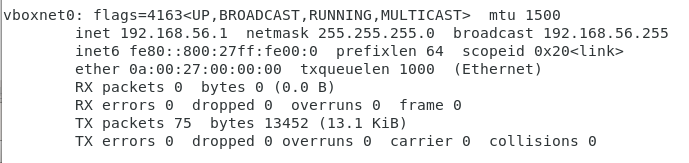 vboxnet0: flags=4163<UP,BROADCAST,RUNNING,MULTICAST>  mtu 1500
        inet 192.168.56.1  netmask 255.255.255.0  broadcast 192.168.56.255
        inet6 fe80::800:27ff:fe00:0  prefixlen 64  scopeid 0x20<link>
        ether 0a:00:27:00:00:00  txqueuelen 1000  (Ethernet)
        RX packets 0  bytes 0 (0.0 B)
        RX errors 0  dropped 0  overruns 0  frame 0
        TX packets 75  bytes 13452 (13.1 KiB)
        TX errors 0  dropped 0 overruns 0  carrier 0  collisions 0